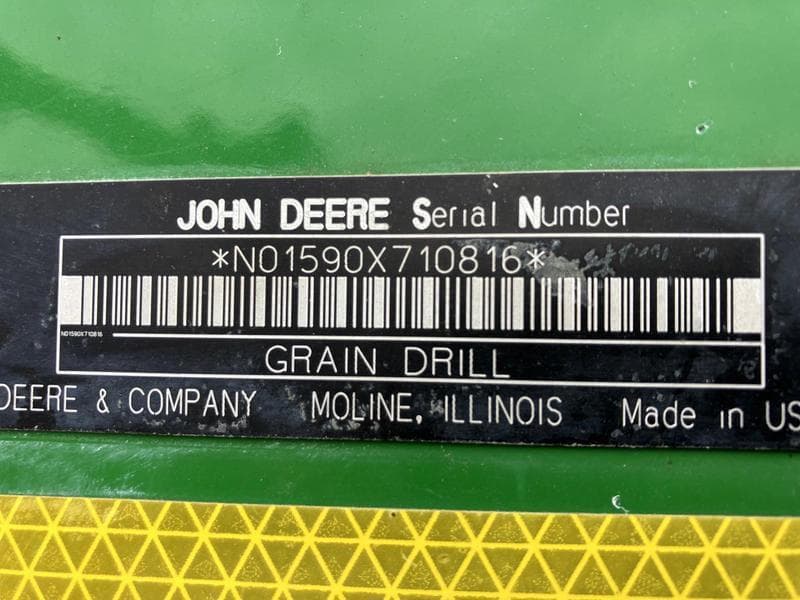 JOHN DEERE Serial Number
*N01590X710816*
N01590X710816
GRAIN DRILL
DEERE & COMPANY MOLINE, ILLINOIS Made in US